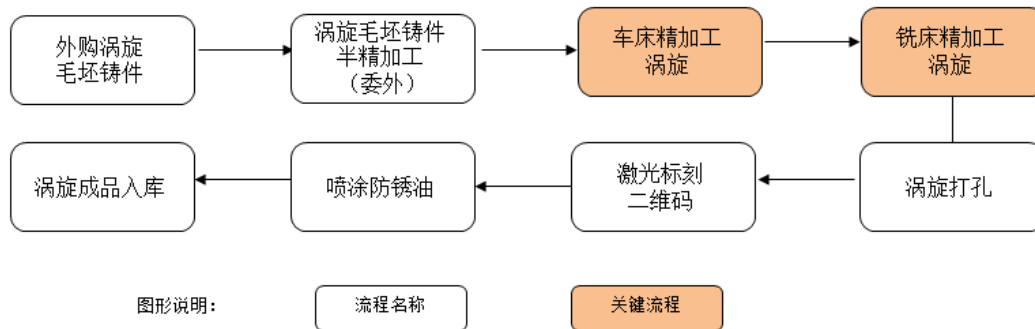 外购涡旋
毛坯铸件
涡旋毛坯铸件
半精加工
（委外）
车床精加工
涡旋
铣床精加工
涡旋
涡旋成品入库
喷涂防锈油
激光标刻
二维码
涡旋打孔
图形说明：
流程名称
关键流程